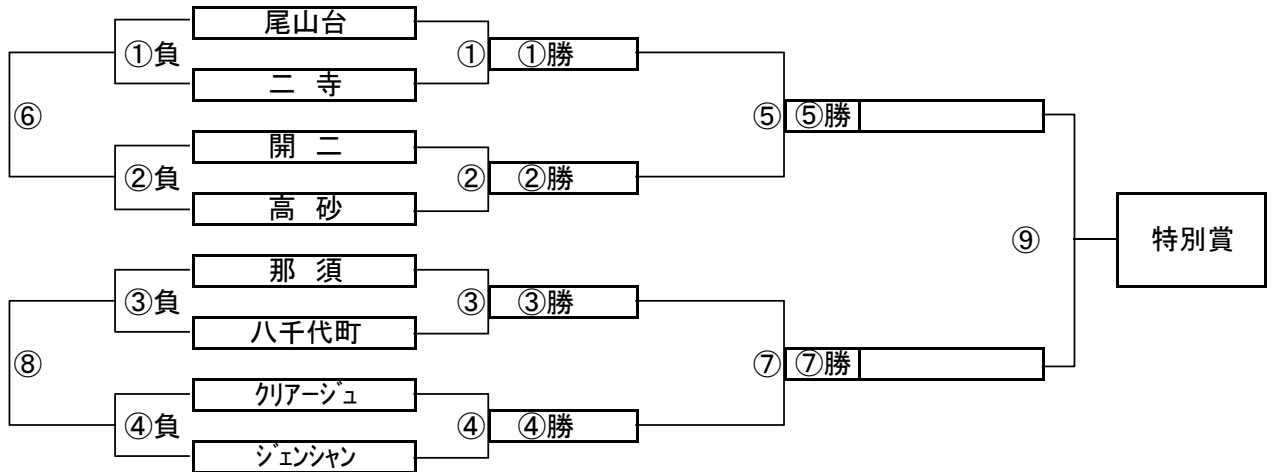 尾山台
①負 ① ①勝
二 寺
⑥ ⑤ ⑤勝
開 二
②負 ② ②勝
高 砂
⑨ 特別賞
那 須
③負 ③ ③勝
八千代町
⑧ ⑦ ⑦勝
クリアージュ
④負 ④ ④勝
ジェンシャン